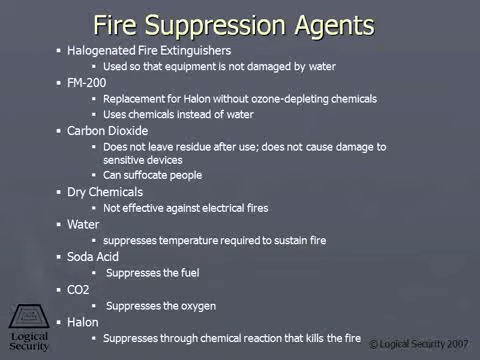 Fire Suppression Agents
Halogenated Fire Extinguishers
Used so that equipment is not damaged by water
FM-200
Replacement for Halon without ozone-depleting chemicals
Uses chemicals instead of water
Carbon Dioxide
Does not leave residue after use; does not cause damage to
sensitive devices
Can suffocate people
Dry Chemicals
Not effective against electrical fires
Water
suppresses temperature required to sustain fire
Soda Acid
Suppresses the fuel
CO2
Suppresses the oxygen
Halon
Suppresses through chemical reaction that kills the fire
Logical
Security
© Logical Security 2007